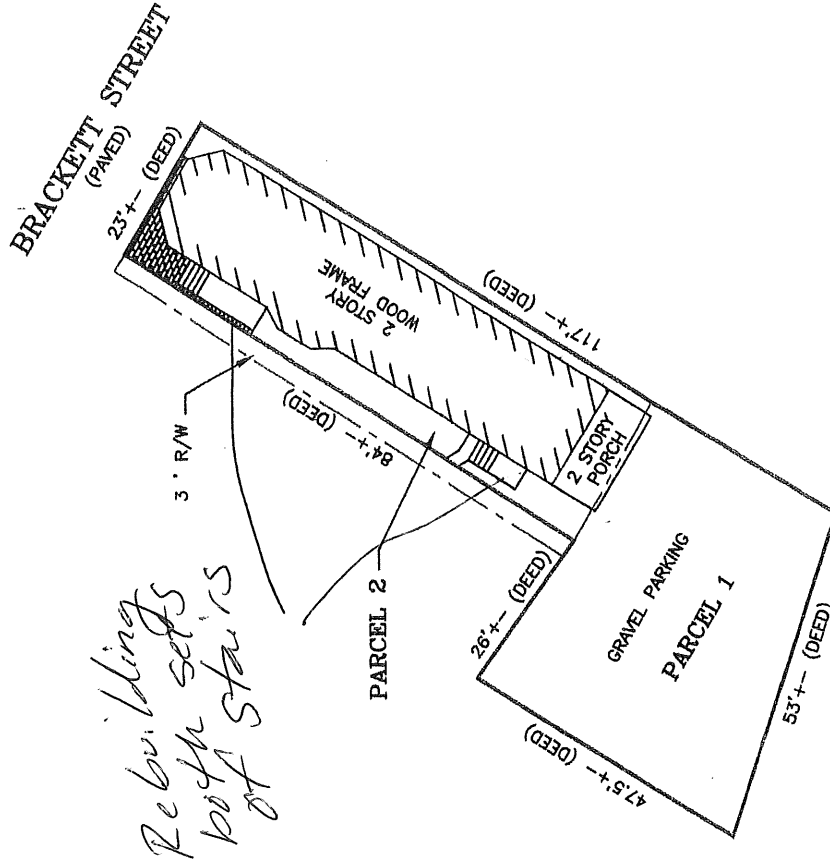 BRACKETT STREET
(PAVED)
23'+− (DEED)
2 STORY
WOOD FRAME
117'+− (DEED)
3' R/W
84'+− (DEED)
2 STORY
PORCH
PARCEL 2
26'+− (DEED)
GRAVEL PARKING
PARCEL 1
47.5'+− (DEED)
53'+− (DEED)
Rebuilding
both sets
of stairs